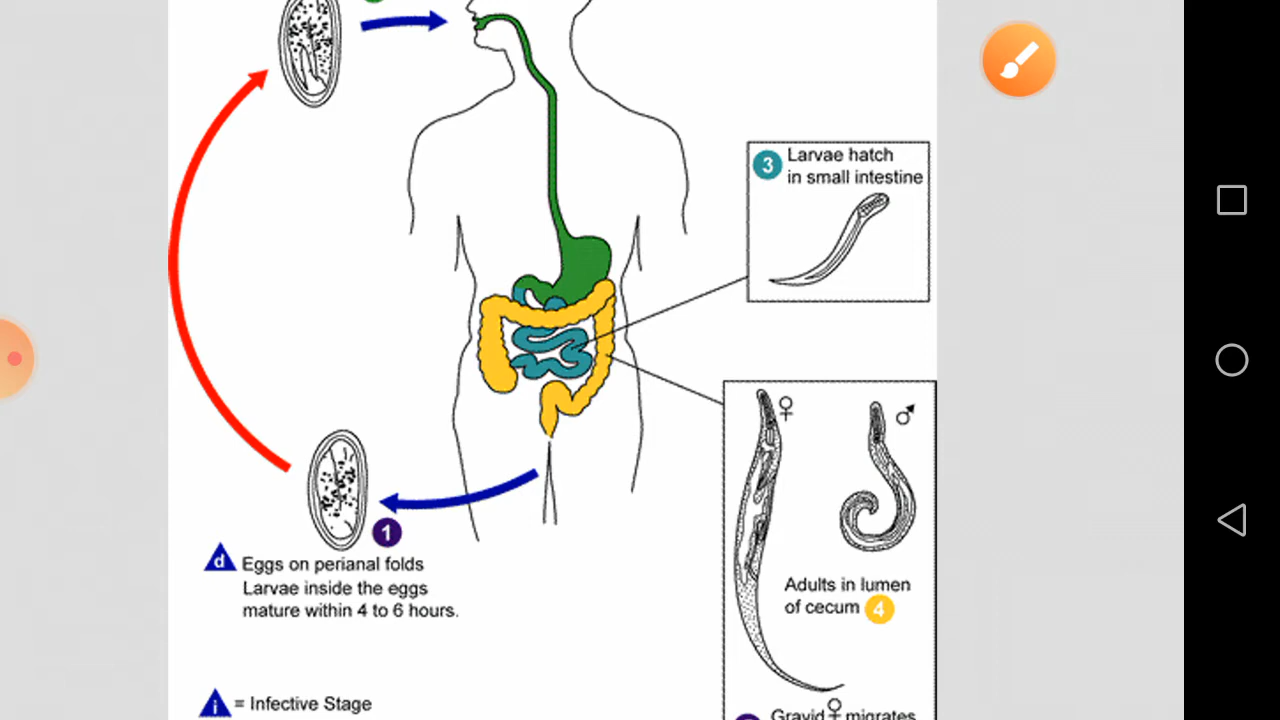 3 Larvae hatch
in small intestine
♀
♂
1
d Eggs on perianal folds
Larvae inside the eggs
mature within 4 to 6 hours.
Adults in lumen
of cecum 4
i = Infective Stage
Gravid ♀ migrates